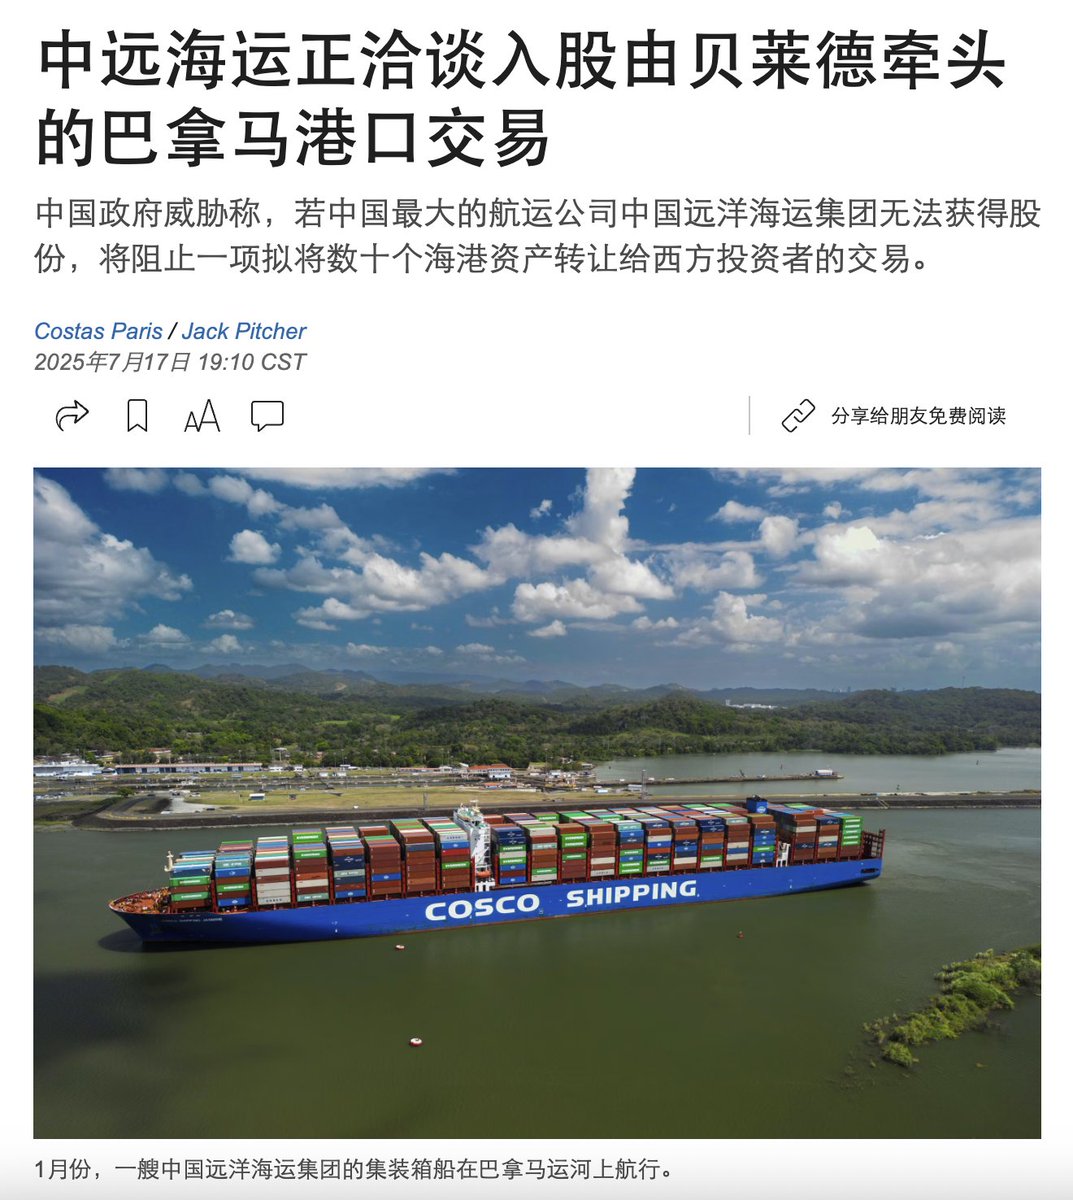 中远海运正洽谈入股由贝莱德牵头
的巴拿马港口交易
中国政府威胁称，若中国最大的航运公司中国远洋海运集团无法获得股
份，将阻止一项拟将数十个海港资产转让给西方投资者的交易。
Costas Paris / Jack Pitcher
2025年7月17日 19:10 CST
分享给朋友免费阅读
COSCO SHIPPING
1月份，一艘中国远洋海运集团的集装箱船在巴拿马运河上航行。